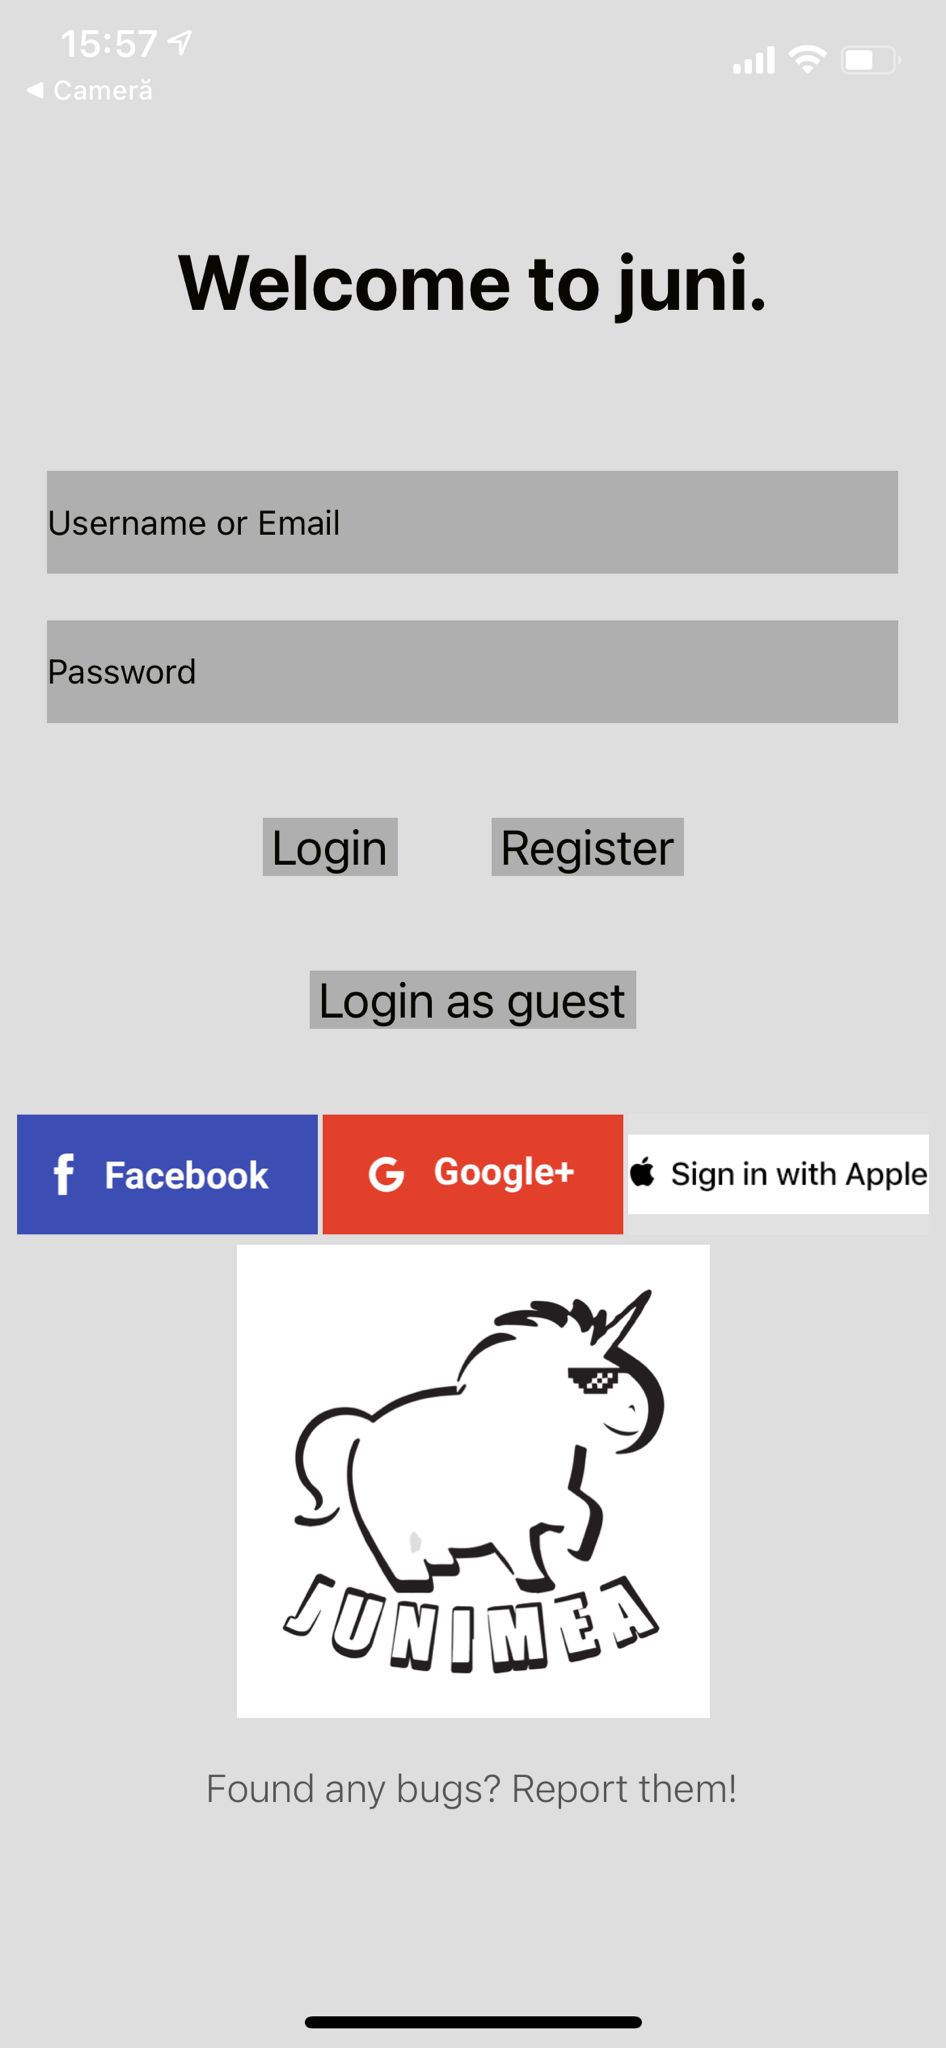 15:57
Cameră
Welcome to juni.
Username or Email
Password
Login Register
Login as guest
f Facebook G Google+ Sign in with Apple
JUNIMEA
Found any bugs? Report them!